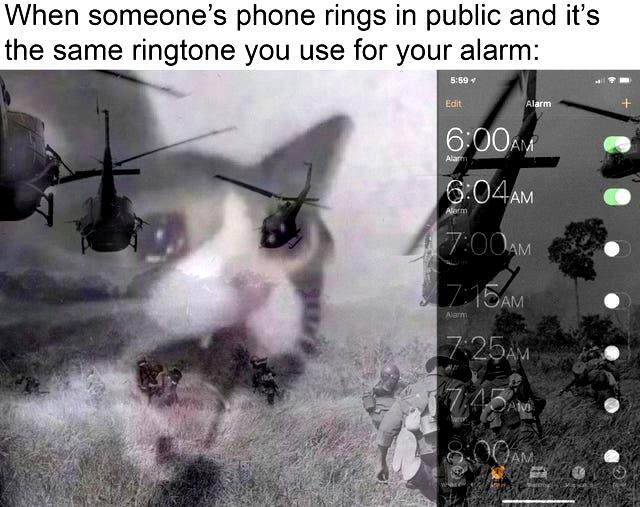 When someone's phone rings in public and it's
the same ringtone you use for your alarm:
5:59
Edit Alarm +
6:00AM
Alarm
6:04AM
Alarm
7:00AM
Alarm
7:15AM
Alarm
7:25AM
7:45AM
8:00AM